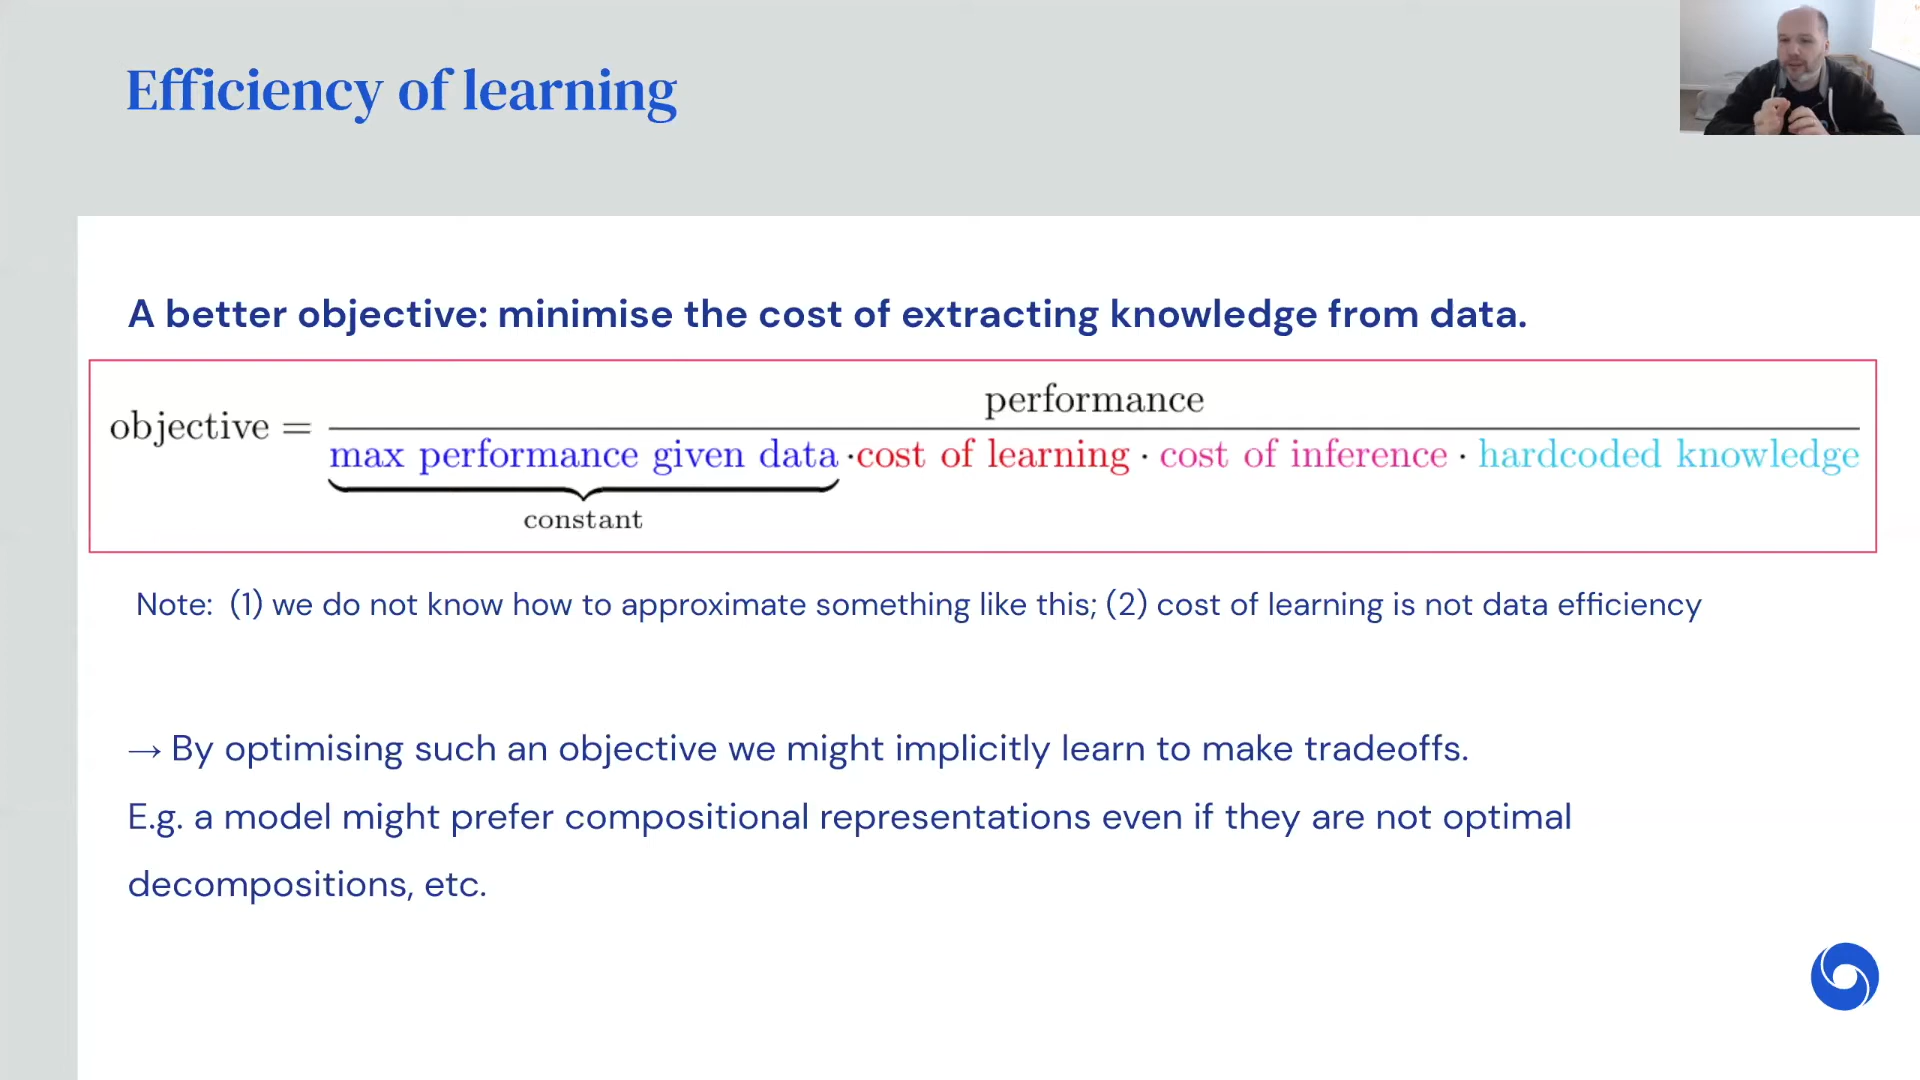 Efficiency of learning
A better objective: minimise the cost of extracting knowledge from data.
performance
objective =
max performance given data · cost of learning · cost of inference · hardcoded knowledge
constant
Note: (1) we do not know how to approximate something like this; (2) cost of learning is not data efficiency
→ By optimising such an objective we might implicitly learn to make tradeoffs.
E.g. a model might prefer compositional representations even if they are not optimal
decompositions, etc.